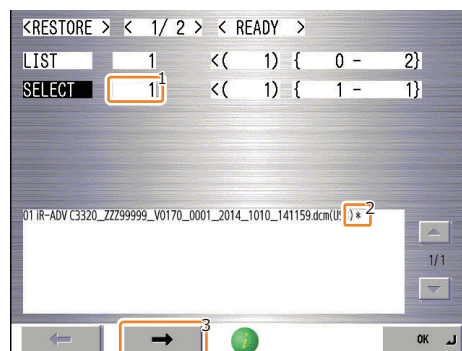 <RESTORE > < 1/ 2 > < READY >
LIST 1 <( 1) { 0 - 2}
SELECT 1 <( 1) { 1 - 1}
1
01 iR-ADV C3320_ZZZ99999_V0170_0001_2014_1010_141159.dcm(US )*
2
1/1
3
OK